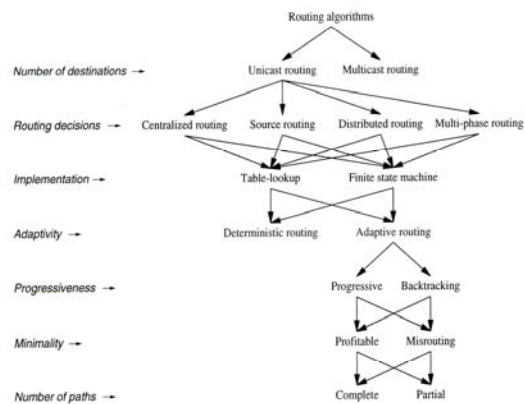 Routing algorithms
Number of destinations → Unicast routing Multicast routing
Routing decisions → Centralized routing Source routing Distributed routing Multi-phase routing
Implementation → Table-lookup Finite state machine
Adaptivity → Deterministic routing Adaptive routing
Progressiveness → Progressive Backtracking
Minimality → Profitable Misrouting
Number of paths → Complete Partial